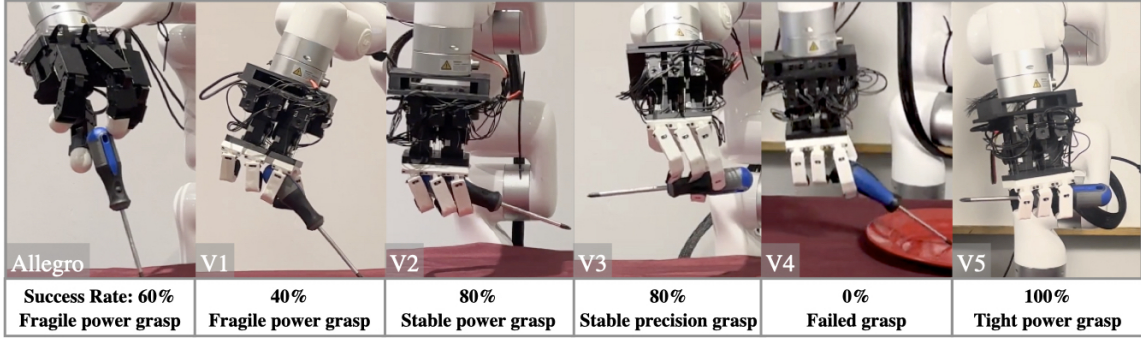 Allegro
V1
V2
V3
V4
V5
Success Rate: 60%
Fragile power grasp
40%
Fragile power grasp
80%
Stable power grasp
80%
Stable precision grasp
0%
Failed grasp
100%
Tight power grasp